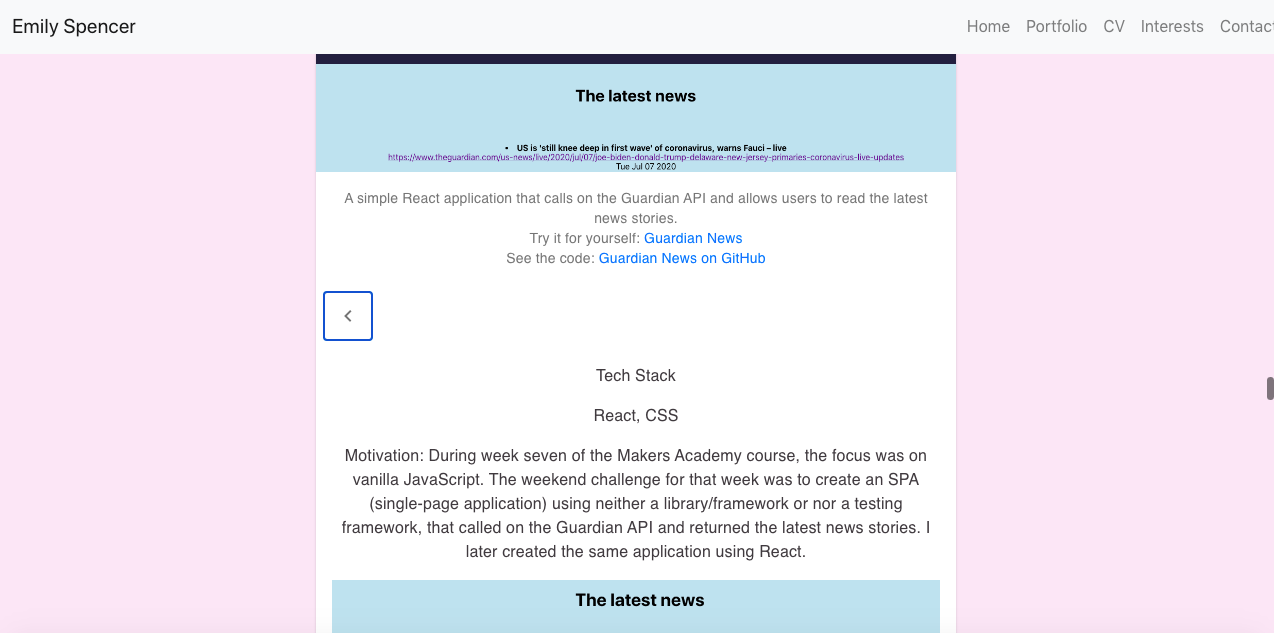 Emily Spencer
Home Portfolio CV Interests Contac
The latest news
• US is 'still knee deep in first wave' of coronavirus, warns Fauci – live
https://www.theguardian.com/us-news/live/2020/jul/07/joe-biden-donald-trump-delaware-new-jersey-primaries-coronavirus-live-updates
Tue Jul 07 2020
A simple React application that calls on the Guardian API and allows users to read the latest
news stories.
Try it for yourself: Guardian News
See the code: Guardian News on GitHub
Tech Stack
React, CSS
Motivation: During week seven of the Makers Academy course, the focus was on
vanilla JavaScript. The weekend challenge for that week was to create an SPA
(single-page application) using neither a library/framework or nor a testing
framework, that called on the Guardian API and returned the latest news stories. I
later created the same application using React.
The latest news